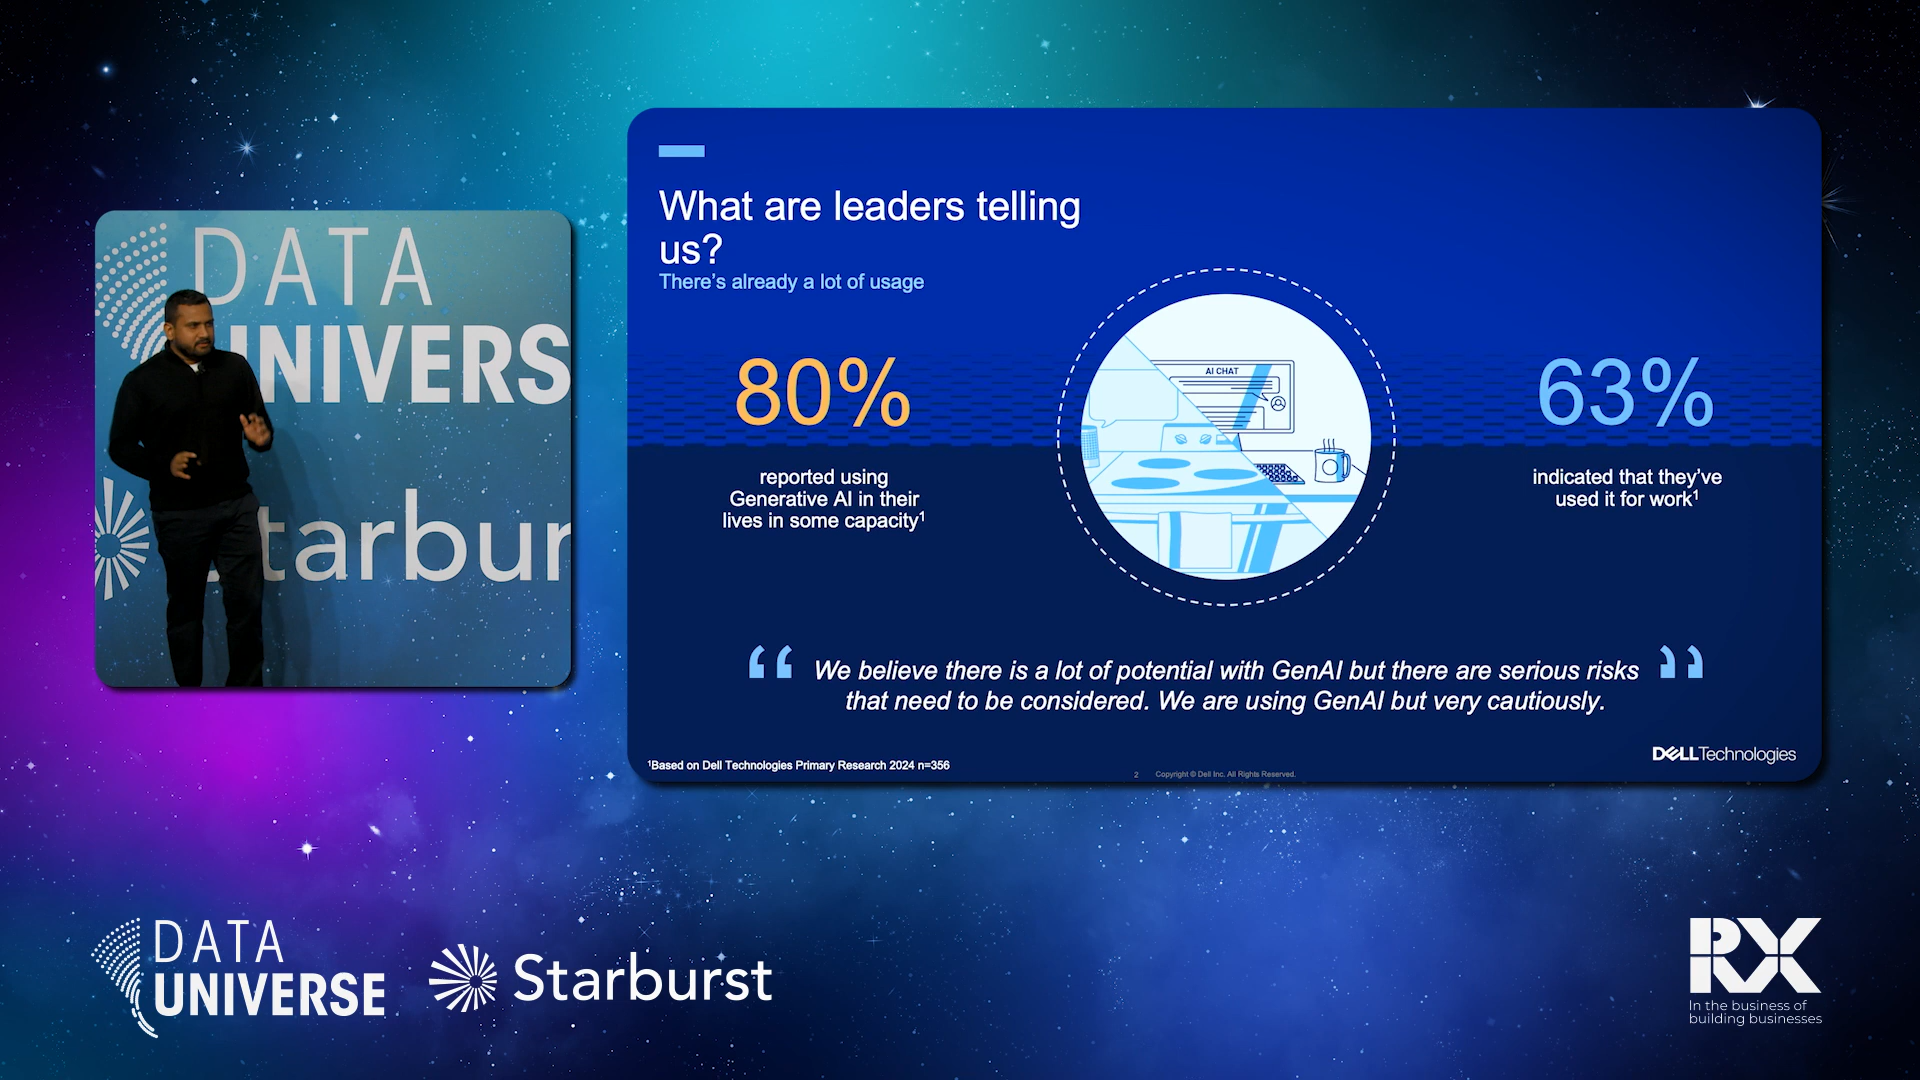 DATA
UNIVERS
tarbur
What are leaders telling
us?
There's already a lot of usage
80%
reported using
Generative AI in their
lives in some capacity¹
AI CHAT
63%
indicated that they've
used it for work¹
“ We believe there is a lot of potential with GenAI but there are serious risks ”
that need to be considered. We are using GenAI but very cautiously.
¹Based on Dell Technologies Primary Research 2024 n=356
2 Copyright © Dell Inc. All Rights Reserved.
DELLTechnologies
DATA
UNIVERSE
Starburst
RX
In the business of
building businesses